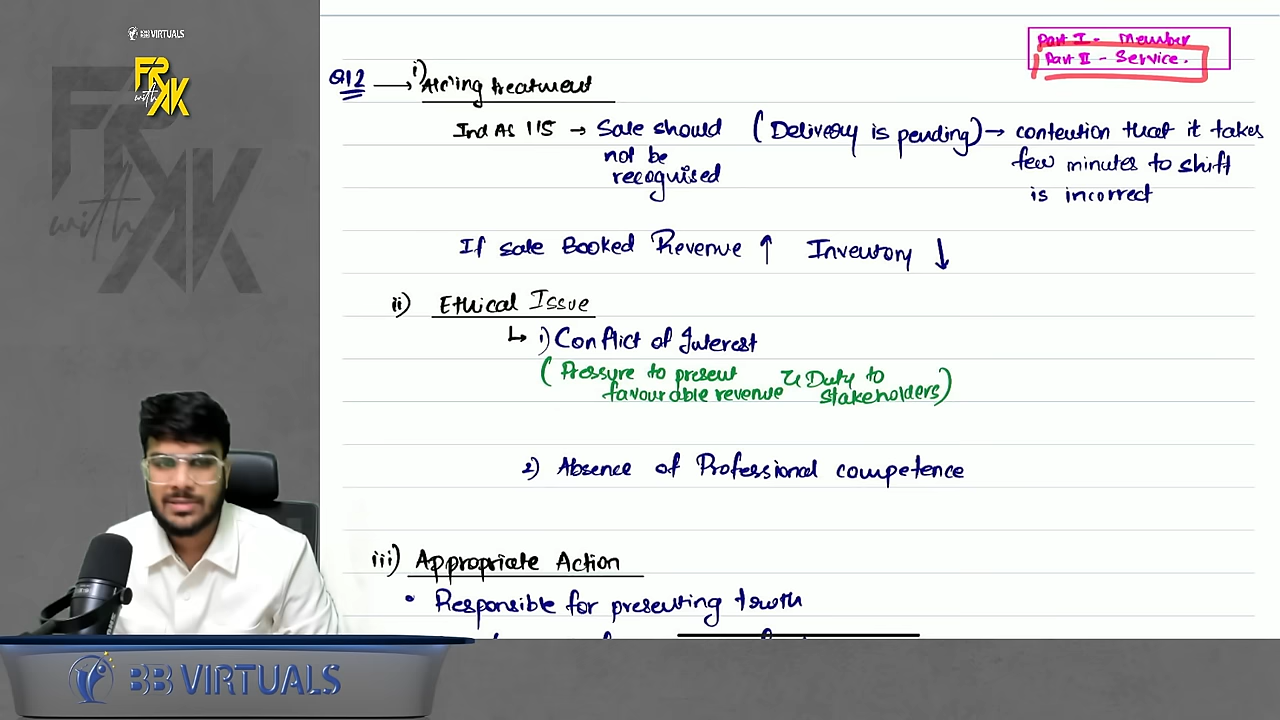 BB VIRTUALS
FR
with AK
FR
with AK
Part I - Member
Part II - Service.
Q12 → i) treatment
Ind AS 115 → Sale should not be recognised (Delivery is pending) → contention that it takes few minutes to shift is incorrect
If sale Booked Revenue ↑ Inventory ↓
ii) Ethical Issue
↳ 1) Conflict of Interest
(Pressure to present favourable revenue & Duty to stakeholders)
2) Absence of Professional competence
iii) Appropriate Action
• Responsible for presenting truth
BB VIRTUALS